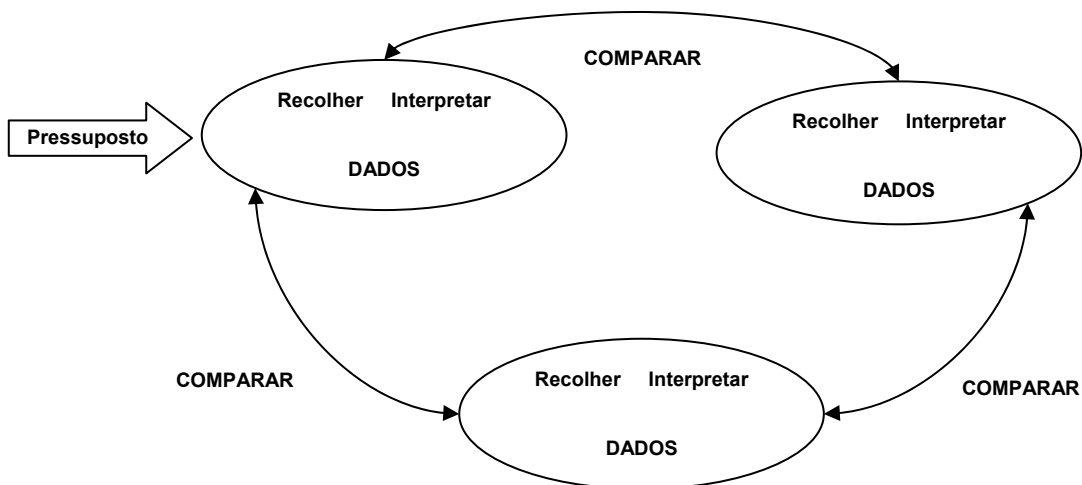 COMPARAR
Recolher Interpretar
DADOS
Recolher Interpretar
DADOS
Pressuposto
COMPARAR
COMPARAR
Recolher Interpretar
DADOS